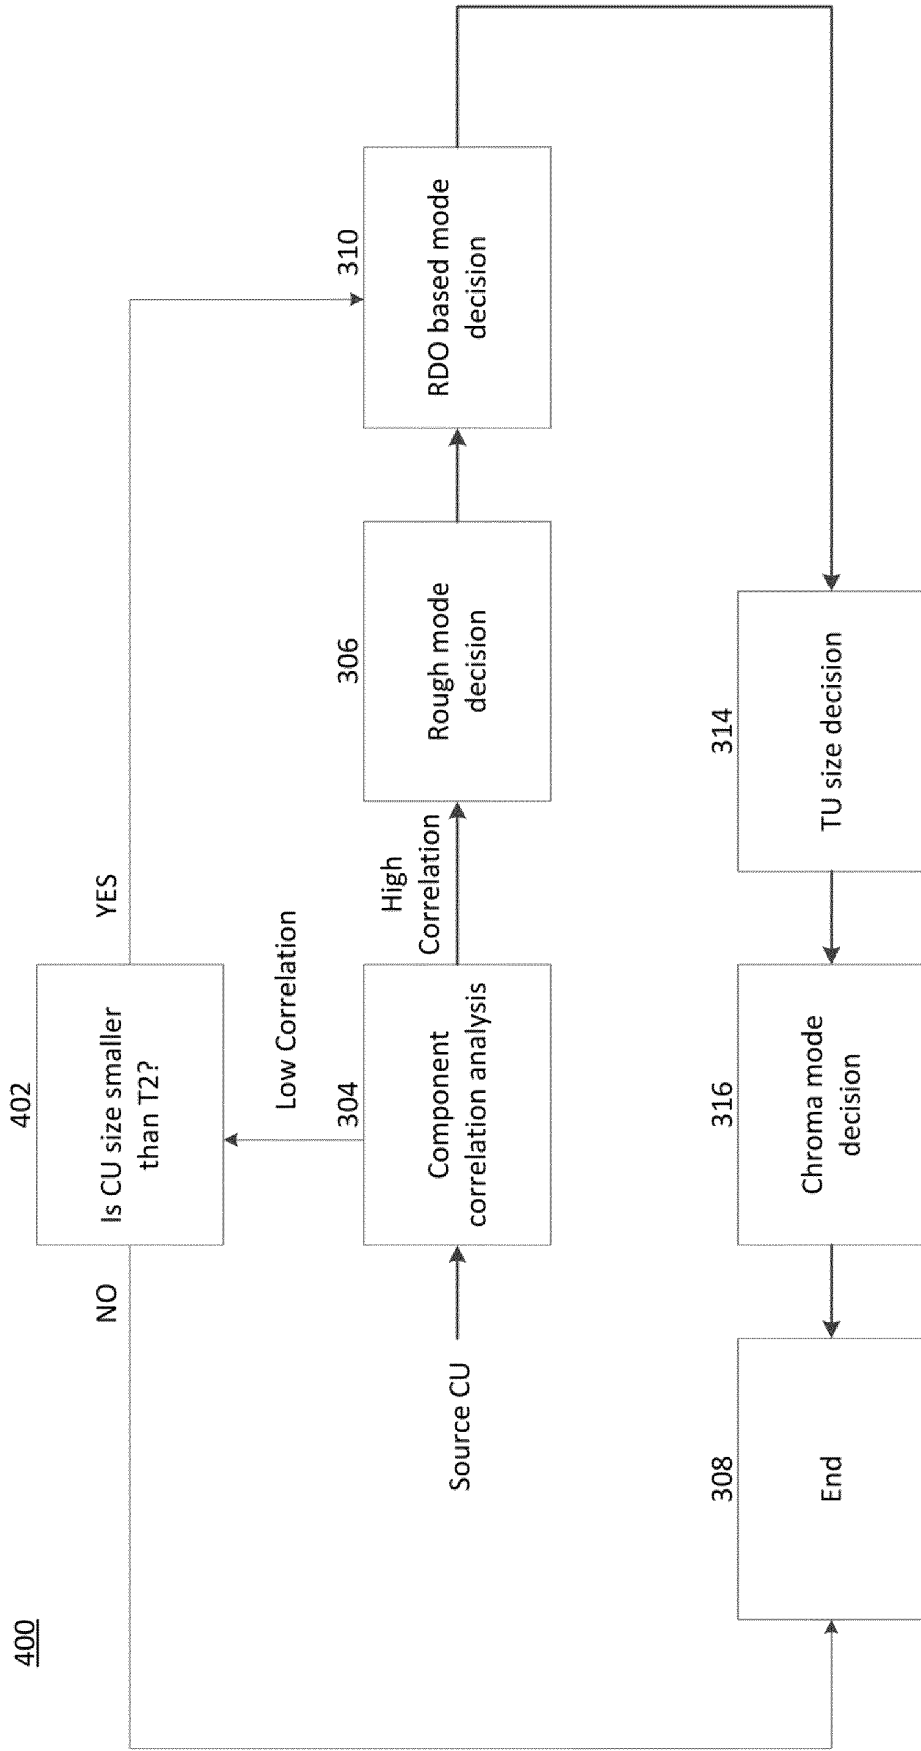 400
402
Is CU size smaller
than T2?
NO
YES
Low Correlation
Source CU
304
Component
correlation analysis
High
Correlation
306
Rough mode
decision
310
RDO based mode
decision
308
End
316
Chroma mode
decision
314
TU size decision